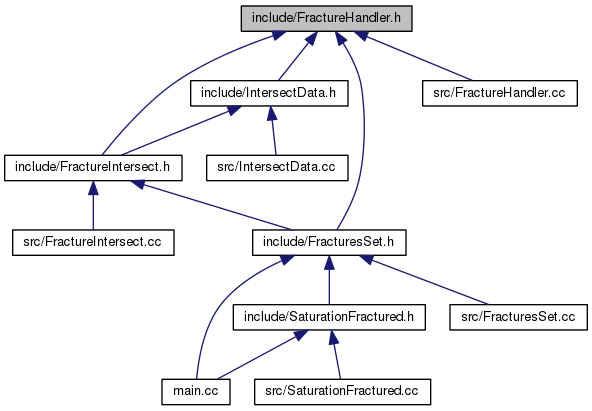 include/FractureHandler.h
include/IntersectData.h
src/FractureHandler.cc
include/FractureIntersect.h
src/IntersectData.cc
src/FractureIntersect.cc
include/FracturesSet.h
include/SaturationFractured.h
src/FracturesSet.cc
main.cc
src/SaturationFractured.cc